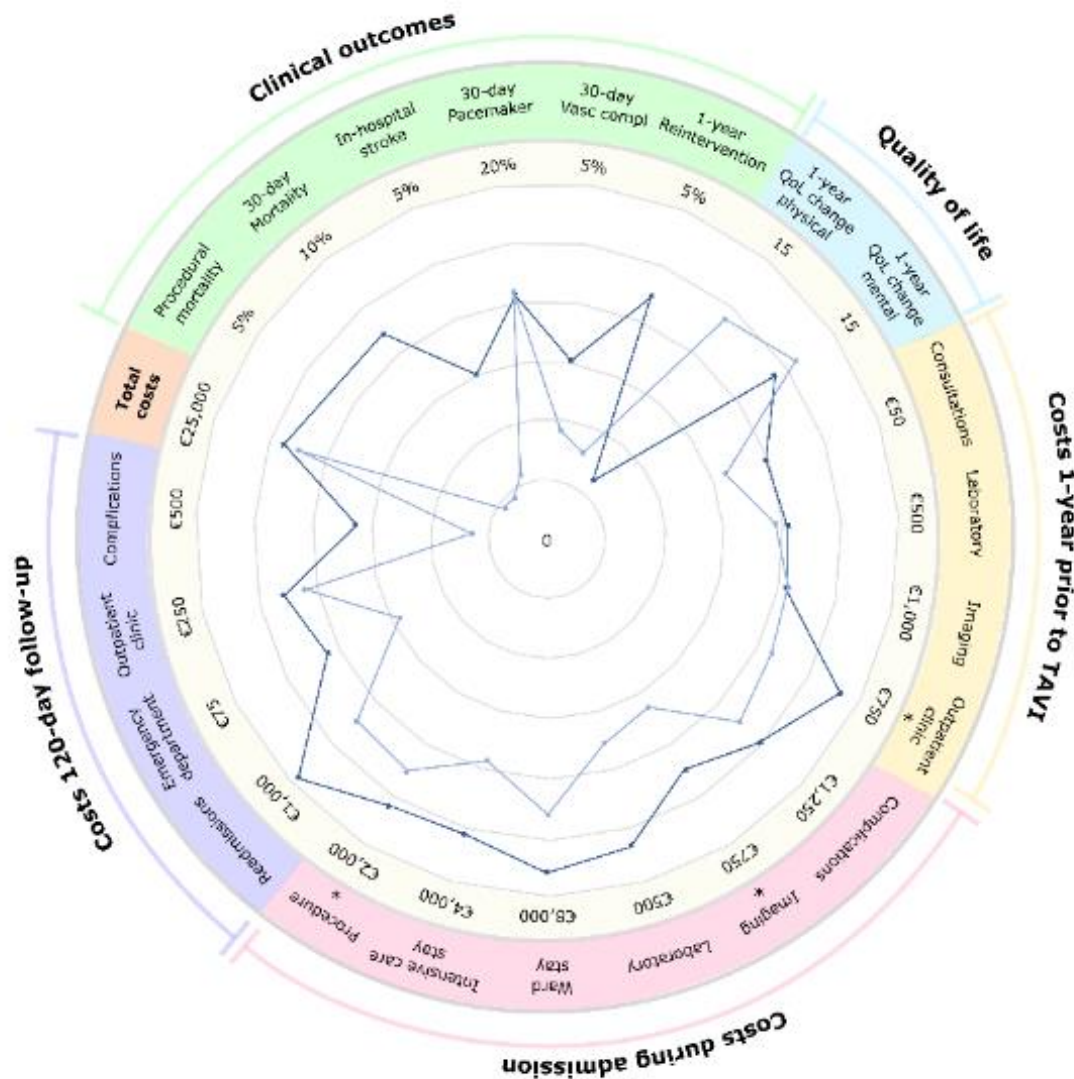 Clinical outcomes
Quality of life
Costs 1-year prior to TAVI
Costs during admission
Costs 120-day follow-up
Total
costs
€25,000
Procedural
mortality
5%
30-day
Mortality
10%
In-hospital
stroke
5%
30-day
Pacemaker
20%
30-day
Vasc compl
5%
1-year
Reintervention
5%
1-year
QoL change
physical
15
1-year
QoL change
mental
15
Consultations
€50
Laboratory
€500
Imaging
€1,000
Outpatient
clinic
*
€750
Complications
€1,250
Imaging
*
€750
Laboratory
€500
Ward
stay
€8,000
Intensive care
stay
€4,000
Procedure
*
€2,000
Readmissions
€1,000
Emergency
department
€75
Outpatient
clinic
€250
Complications
€500
0